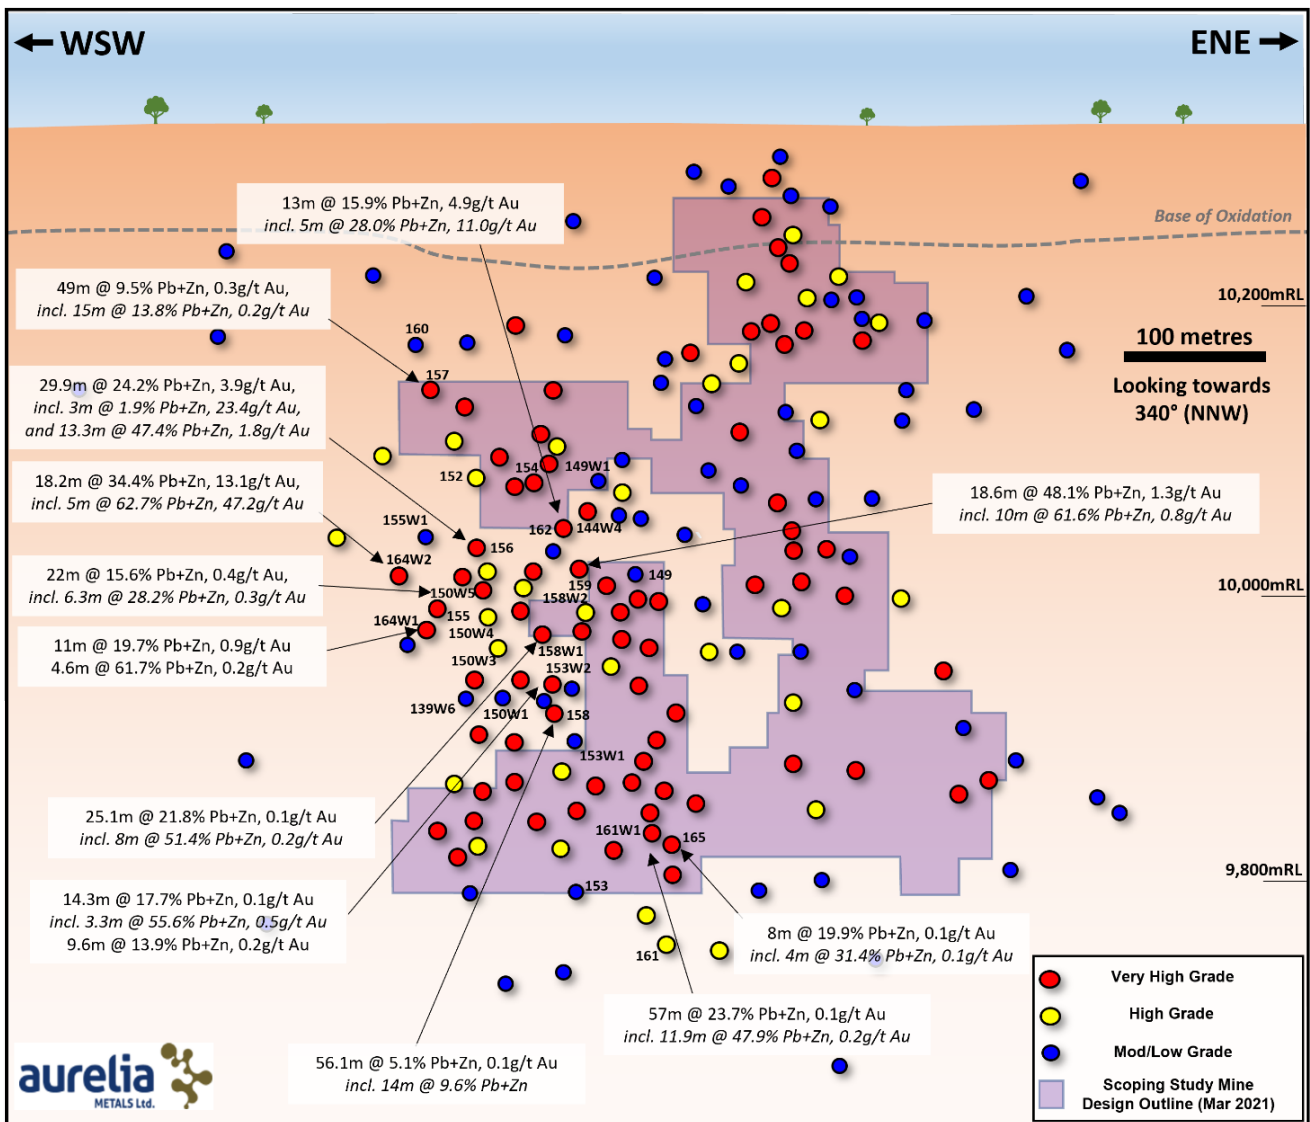 ← WSW
ENE →
Base of Oxidation
10,200mRL
100 metres
Looking towards
340° (NNW)
10,000mRL
9,800mRL
13m @ 15.9% Pb+Zn, 4.9g/t Au
incl. 5m @ 28.0% Pb+Zn, 11.0g/t Au
49m @ 9.5% Pb+Zn, 0.3g/t Au,
incl. 15m @ 13.8% Pb+Zn, 0.2g/t Au
29.9m @ 24.2% Pb+Zn, 3.9g/t Au,
incl. 3m @ 1.9% Pb+Zn, 23.4g/t Au,
and 13.3m @ 47.4% Pb+Zn, 1.8g/t Au
18.2m @ 34.4% Pb+Zn, 13.1g/t Au,
incl. 5m @ 62.7% Pb+Zn, 47.2g/t Au
22m @ 15.6% Pb+Zn, 0.4g/t Au,
incl. 6.3m @ 28.2% Pb+Zn, 0.3g/t Au
11m @ 19.7% Pb+Zn, 0.9g/t Au
4.6m @ 61.7% Pb+Zn, 0.2g/t Au
18.6m @ 48.1% Pb+Zn, 1.3g/t Au
incl. 10m @ 61.6% Pb+Zn, 0.8g/t Au
160
157
154
149W1
152
162
144W4
155W1
156
164W2
159
149
150W5
158W2
155
164W1
150W4
158W1
150W3
153W2
139W6
150W1
158
153W1
161W1
165
153
161
25.1m @ 21.8% Pb+Zn, 0.1g/t Au
incl. 8m @ 51.4% Pb+Zn, 0.2g/t Au
14.3m @ 17.7% Pb+Zn, 0.1g/t Au
incl. 3.3m @ 55.6% Pb+Zn, 0.5g/t Au
9.6m @ 13.9% Pb+Zn, 0.2g/t Au
8m @ 19.9% Pb+Zn, 0.1g/t Au
incl. 4m @ 31.4% Pb+Zn, 0.1g/t Au
57m @ 23.7% Pb+Zn, 0.1g/t Au
incl. 11.9m @ 47.9% Pb+Zn, 0.2g/t Au
56.1m @ 5.1% Pb+Zn, 0.1g/t Au
incl. 14m @ 9.6% Pb+Zn
Very High Grade
High Grade
Mod/Low Grade
Scoping Study Mine
Design Outline (Mar 2021)
aurelia
METALS Ltd.